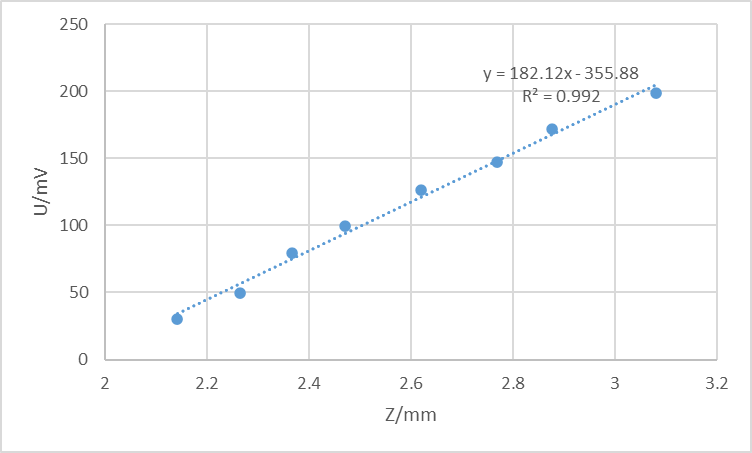 250
200
150
100
50
0
U/mV
y = 182.12x - 355.88
R² = 0.992
2 2.2 2.4 2.6 2.8 3 3.2
Z/mm